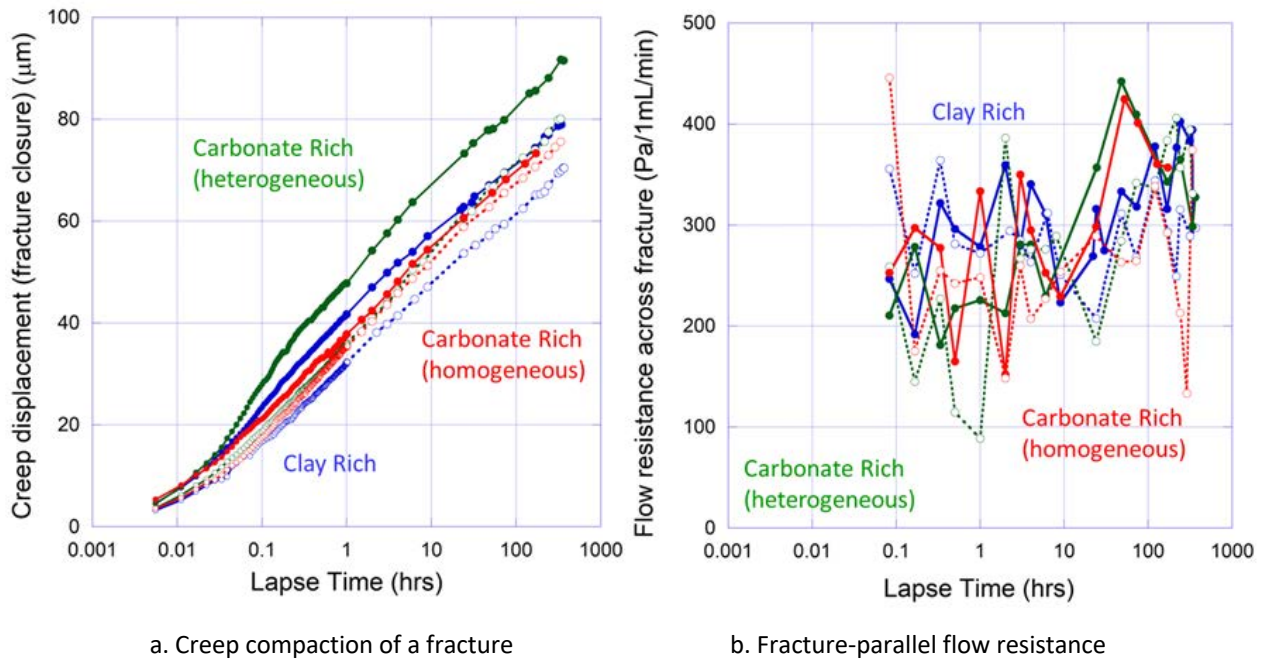 Creep displacement (fracture closure) (μm)
100
80
60
40
20
0
0.001
0.01
0.1
1
10
100
1000
Lapse Time (hrs)
Carbonate Rich
(heterogeneous)
Carbonate Rich
(homogeneous)
Clay Rich
a. Creep compaction of a fracture
Flow resistance across fracture (Pa/1mL/min)
500
400
300
200
100
0
0.001
0.01
0.1
1
10
100
1000
Lapse Time (hrs)
Clay Rich
Carbonate Rich
(homogeneous)
Carbonate Rich
(heterogeneous)
b. Fracture-parallel flow resistance